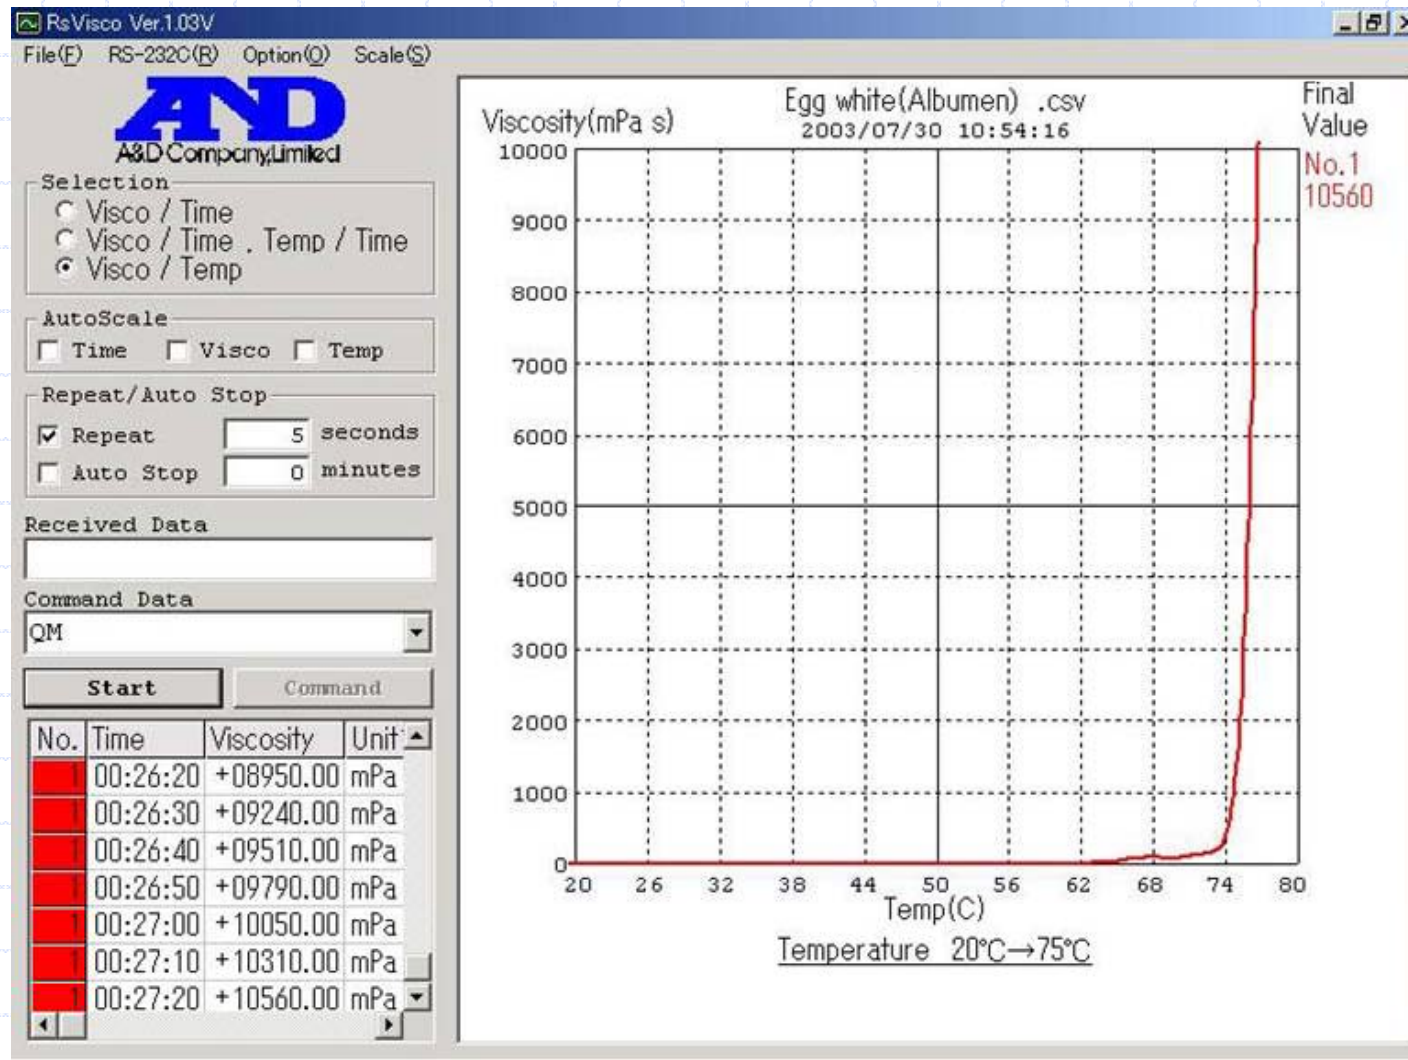 RsVisco Ver.1.03V
File(F) RS-232C(R) Option(O) Scale(S)
AND
A&D Company,Limited
Selection
Visco / Time
Visco / Time . Temp / Time
Visco / Temp
AutoScale
Time Visco Temp
Repeat/Auto Stop
Repeat 5 seconds
Auto Stop 0 minutes
Received Data
Command Data
QM
Start Command
No. Time Viscosity Unit
1 00:26:20 +08950.00 mPa
1 00:26:30 +09240.00 mPa
1 00:26:40 +09510.00 mPa
1 00:26:50 +09790.00 mPa
1 00:27:00 +10050.00 mPa
1 00:27:10 +10310.00 mPa
1 00:27:20 +10560.00 mPa
Viscosity(mPa s)
Egg white(Albumen) .csv
2003/07/30 10:54:16
Final
Value
No.1
10560
10000
9000
8000
7000
6000
5000
4000
3000
2000
1000
0
20 26 32 38 44 50 56 62 68 74 80
Temp(C)
Temperature 20°C→75°C